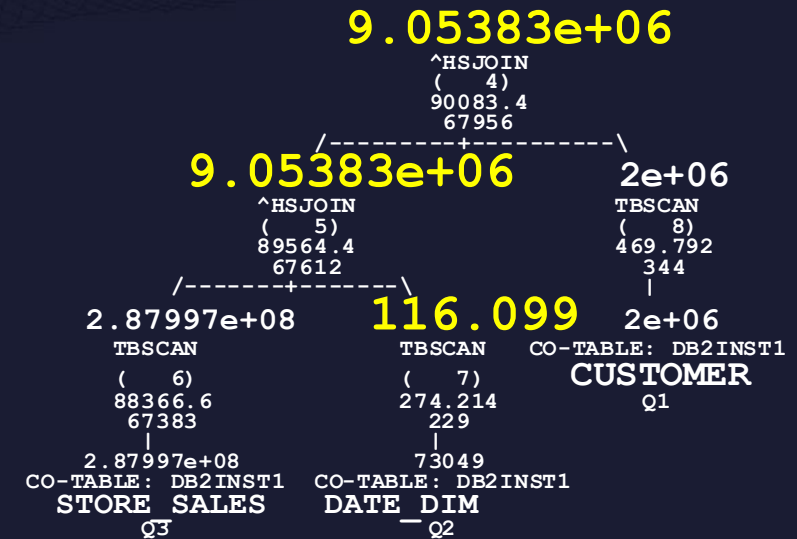 9.05383e+06
^HSJOIN
( 4)
90083.4
67956
/---------+----------\
9.05383e+06 2e+06
^HSJOIN TBSCAN
( 5) ( 8)
89564.4 469.792
67612 344
/-------+-------\ |
2.87997e+08 116.099 2e+06
TBSCAN TBSCAN CO-TABLE: DB2INST1
( 6) ( 7) CUSTOMER
88366.6 274.214 Q1
67383 229
| |
2.87997e+08 73049
CO-TABLE: DB2INST1 CO-TABLE: DB2INST1
STORE_SALES DATE_DIM
Q3 Q2